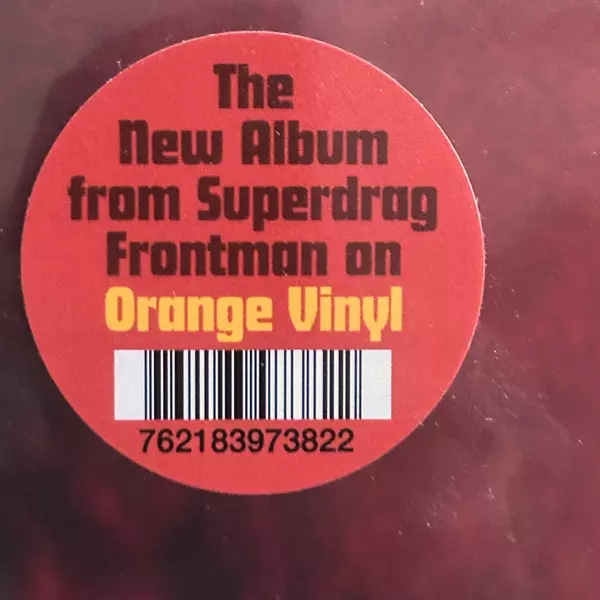 The
New Album
from Superdrag
Frontman on
Orange Vinyl
762183973822